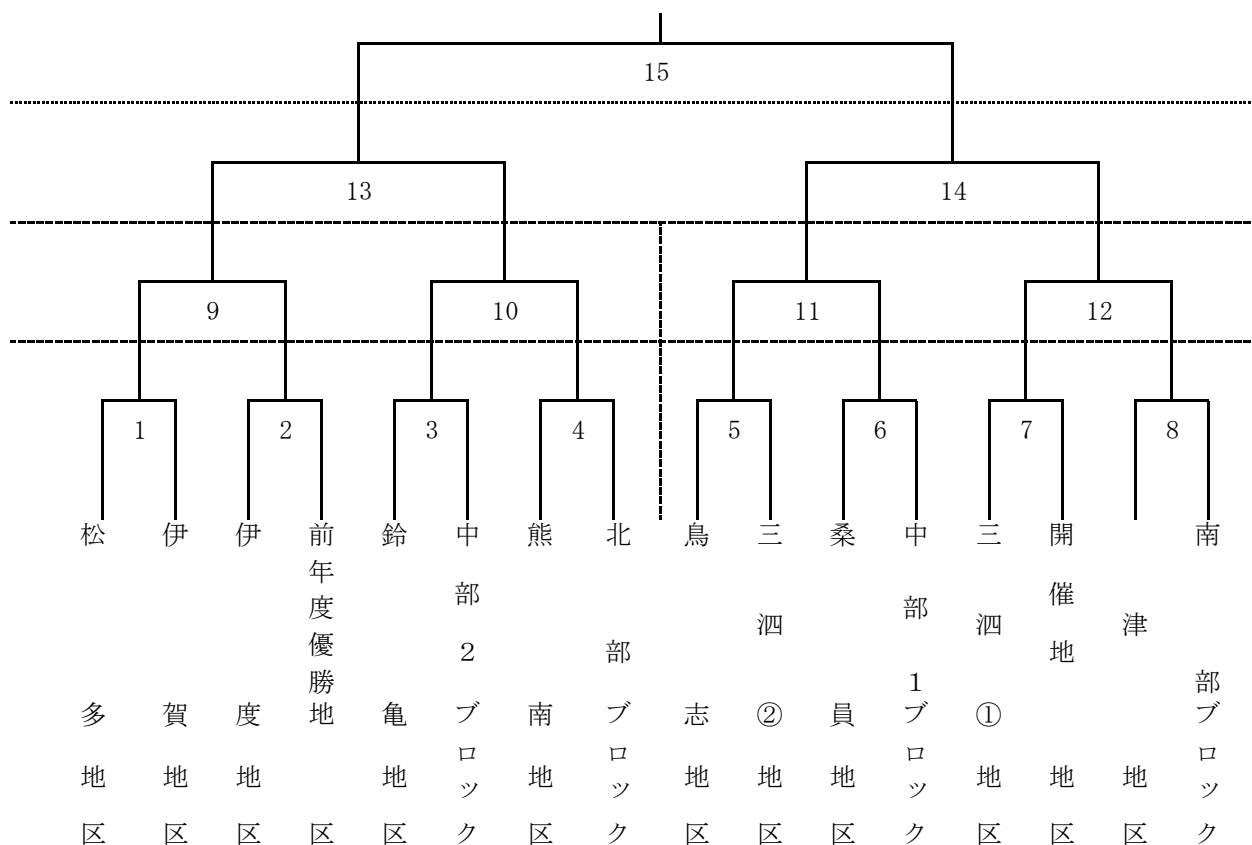 15
13
14
9
10
11
12
1
2
3
4
5
6
7
8
松多地区
伊賀地区
伊度地区
前年度優勝地区
鈴亀地区
中部2ブロック
熊南地区
北部ブロック
鳥志地区
三泗②地区
桑員地区
中部1ブロック
三泗①地区
開催地地区
津地区
南部ブロック